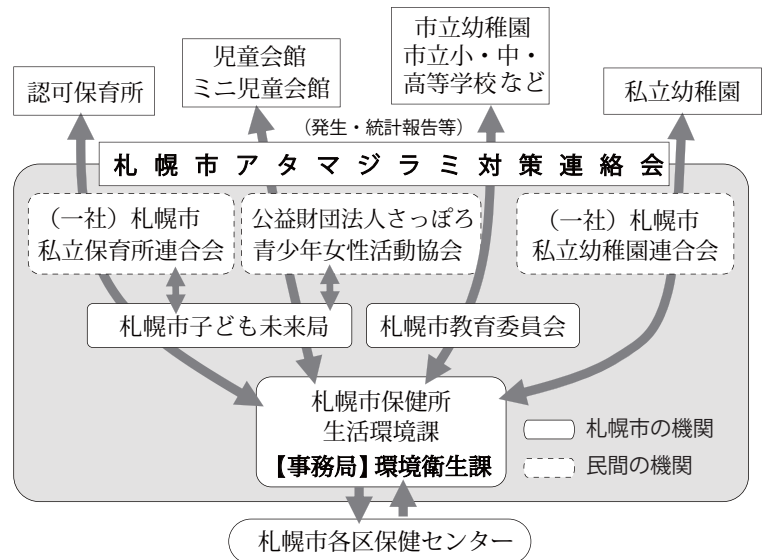 認可保育所
児童会館
ミニ児童会館
市立幼稚園
市立小・中・
高等学校など
私立幼稚園
（発生・統計報告等）
札幌市アタマジラミ対策連絡会
（一社）札幌市
私立保育所連合会
公益財団法人さっぽろ
青少年女性活動協会
（一社）札幌市
私立幼稚園連合会
札幌市子ども未来局
札幌市教育委員会
札幌市保健所
生活環境課
【事務局】環境衛生課
札幌市の機関
民間の機関
札幌市各区保健センター